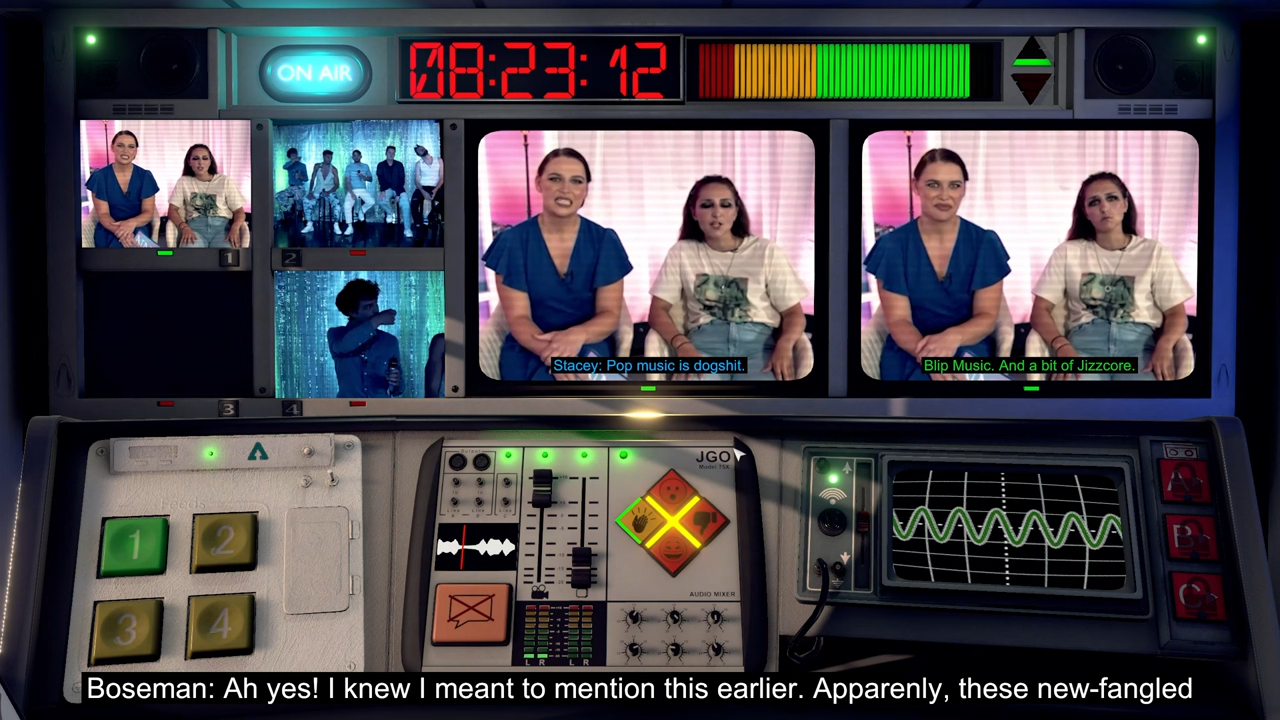 ON AIR
08:23:12
1
2
3
4
Stacey: Pop music is dogshit.
Blip Music. And a bit of Jizzcore.
JGO
Model 75X
1
2
3
4
AUDIO MIXER
L R L R
A
B
C
Boseman: Ah yes! I knew I meant to mention this earlier. Apparenly, these new-fangled